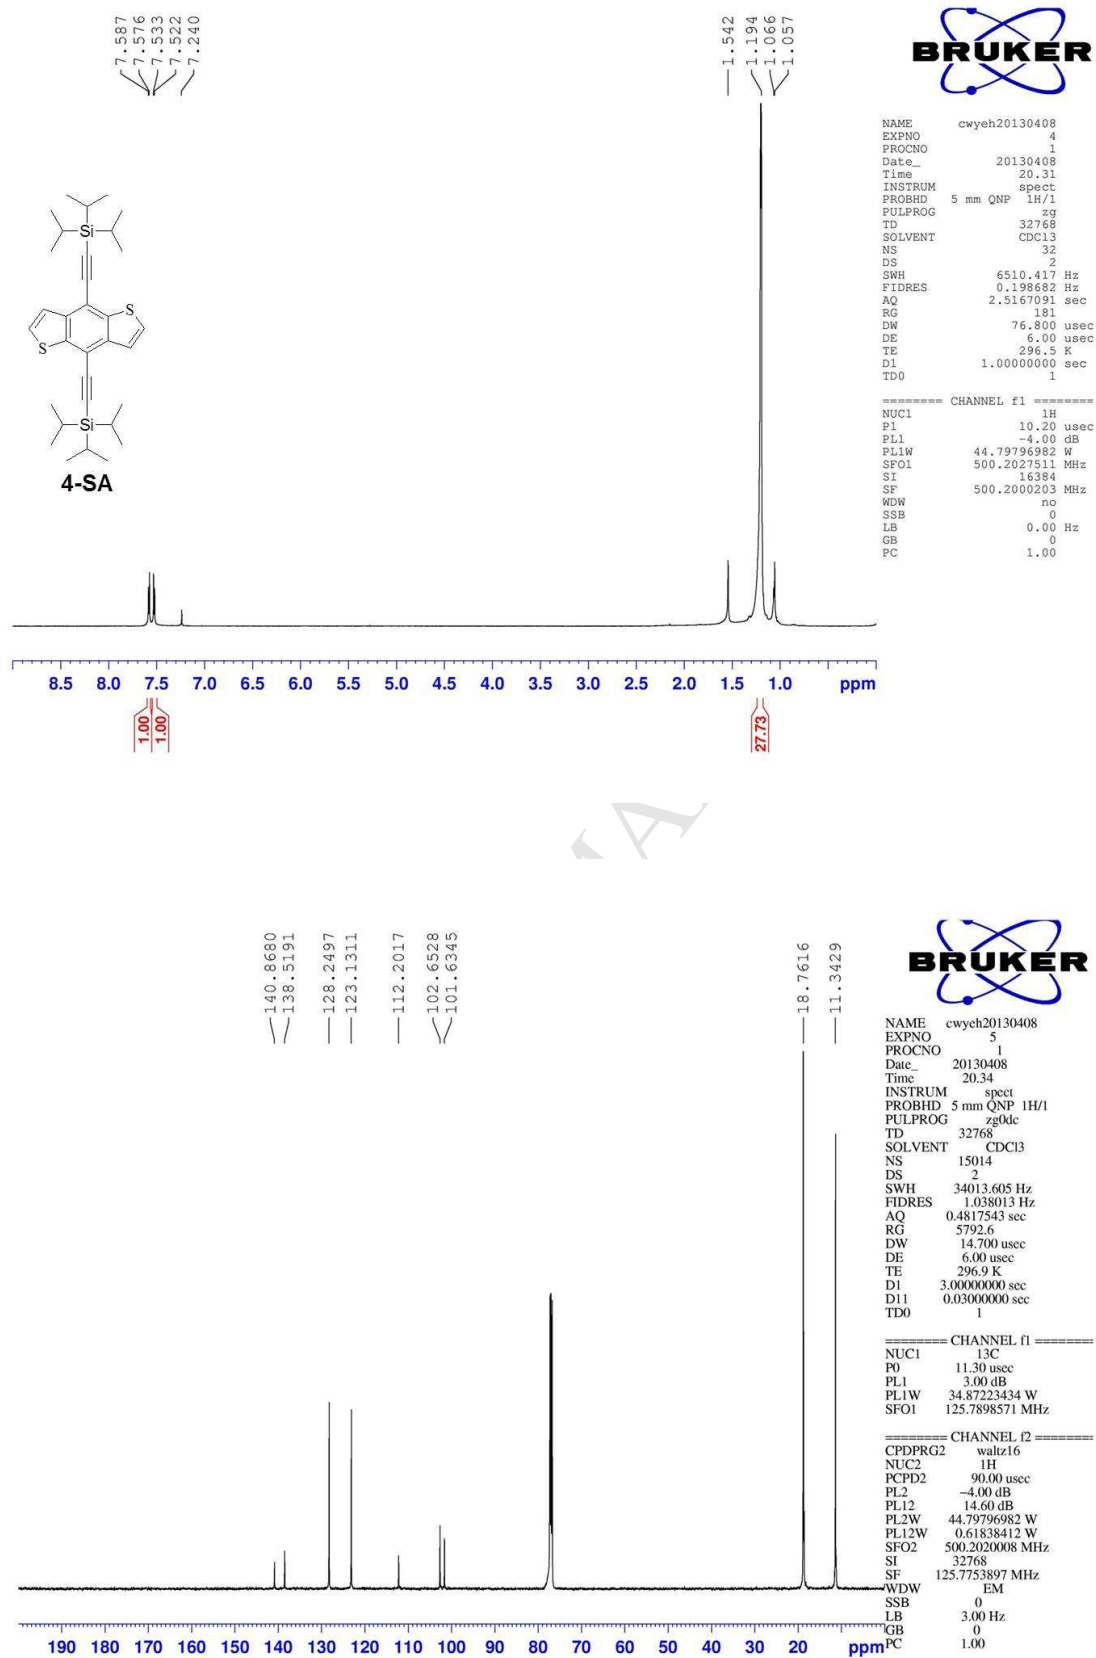 7.587
7.576
7.533
7.522
7.240
1.542
1.194
1.066
1.057
BRUKER
NAME cwyeh20130408
EXPNO 4
PROCNO 1
Date_ 20130408
Time 20.31
INSTRUM spect
PROBHD 5 mm QNP 1H/1
PULPROG zg
TD 32768
SOLVENT CDCl3
NS 32
DS 2
SWH 6510.417 Hz
FIDRES 0.198682 Hz
AQ 2.5167091 sec
RG 181
DW 76.800 usec
DE 6.00 usec
TE 296.5 K
D1 1.00000000 sec
TD0 1
======== CHANNEL f1 ========
NUC1 1H
P1 10.20 usec
PL1 -4.00 dB
PL1W 44.79796982 W
SFO1 500.2027511 MHz
SI 16384
SF 500.2000203 MHz
WDW no
SSB 0
LB 0.00 Hz
GB 0
PC 1.00
Si
S
S
Si
4-SA
8.5 8.0 7.5 7.0 6.5 6.0 5.5 5.0 4.5 4.0 3.5 3.0 2.5 2.0 1.5 1.0 ppm
1.00
1.00
27.73
140.8680
138.5191
128.2497
123.1311
112.2017
102.6528
101.6345
18.7616
11.3429
BRUKER
NAME cwyeh20130408
EXPNO 5
PROCNO 1
Date_ 20130408
Time 20.34
INSTRUM spect
PROBHD 5 mm QNP 1H/1
PULPROG zg0dc
TD 32768
SOLVENT CDCl3
NS 15014
DS 2
SWH 34013.605 Hz
FIDRES 1.038013 Hz
AQ 0.4817543 sec
RG 5792.6
DW 14.700 usec
DE 6.00 usec
TE 296.9 K
D1 3.00000000 sec
D11 0.03000000 sec
TD0 1
======== CHANNEL f1 ========
NUC1 13C
P0 11.30 usec
PL1 3.00 dB
PL1W 34.87223434 W
SFO1 125.7898571 MHz
======== CHANNEL f2 ========
CPDPRG2 waltz16
NUC2 1H
PCPD2 90.00 usec
PL2 −4.00 dB
PL12 14.60 dB
PL2W 44.79796982 W
PL12W 0.61838412 W
SFO2 500.2020008 MHz
SI 32768
SF 125.7753897 MHz
WDW EM
SSB 0
LB 3.00 Hz
GB 0
PC 1.00
190 180 170 160 150 140 130 120 110 100 90 80 70 60 50 40 30 20 ppm